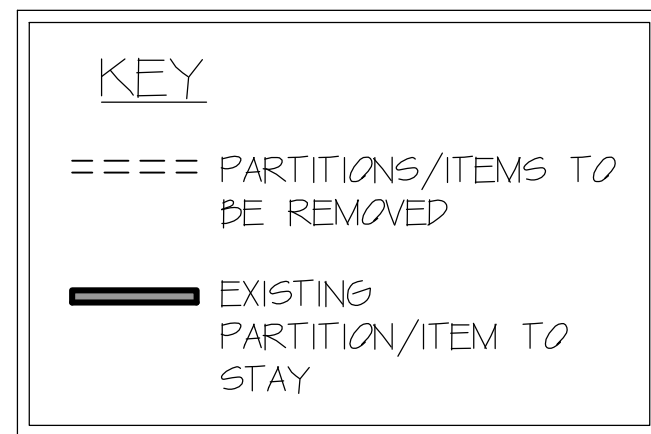 KEY
PARTITIONS/ITEMS TO
BE REMOVED
EXISTING
PARTITION/ITEM TO
STAY